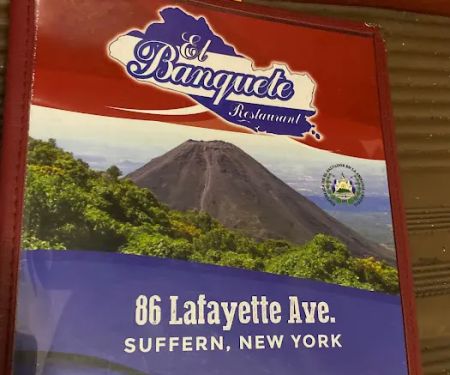 El
Banquete
Restaurant
86 Lafayette Ave.
SUFFERN, NEW YORK